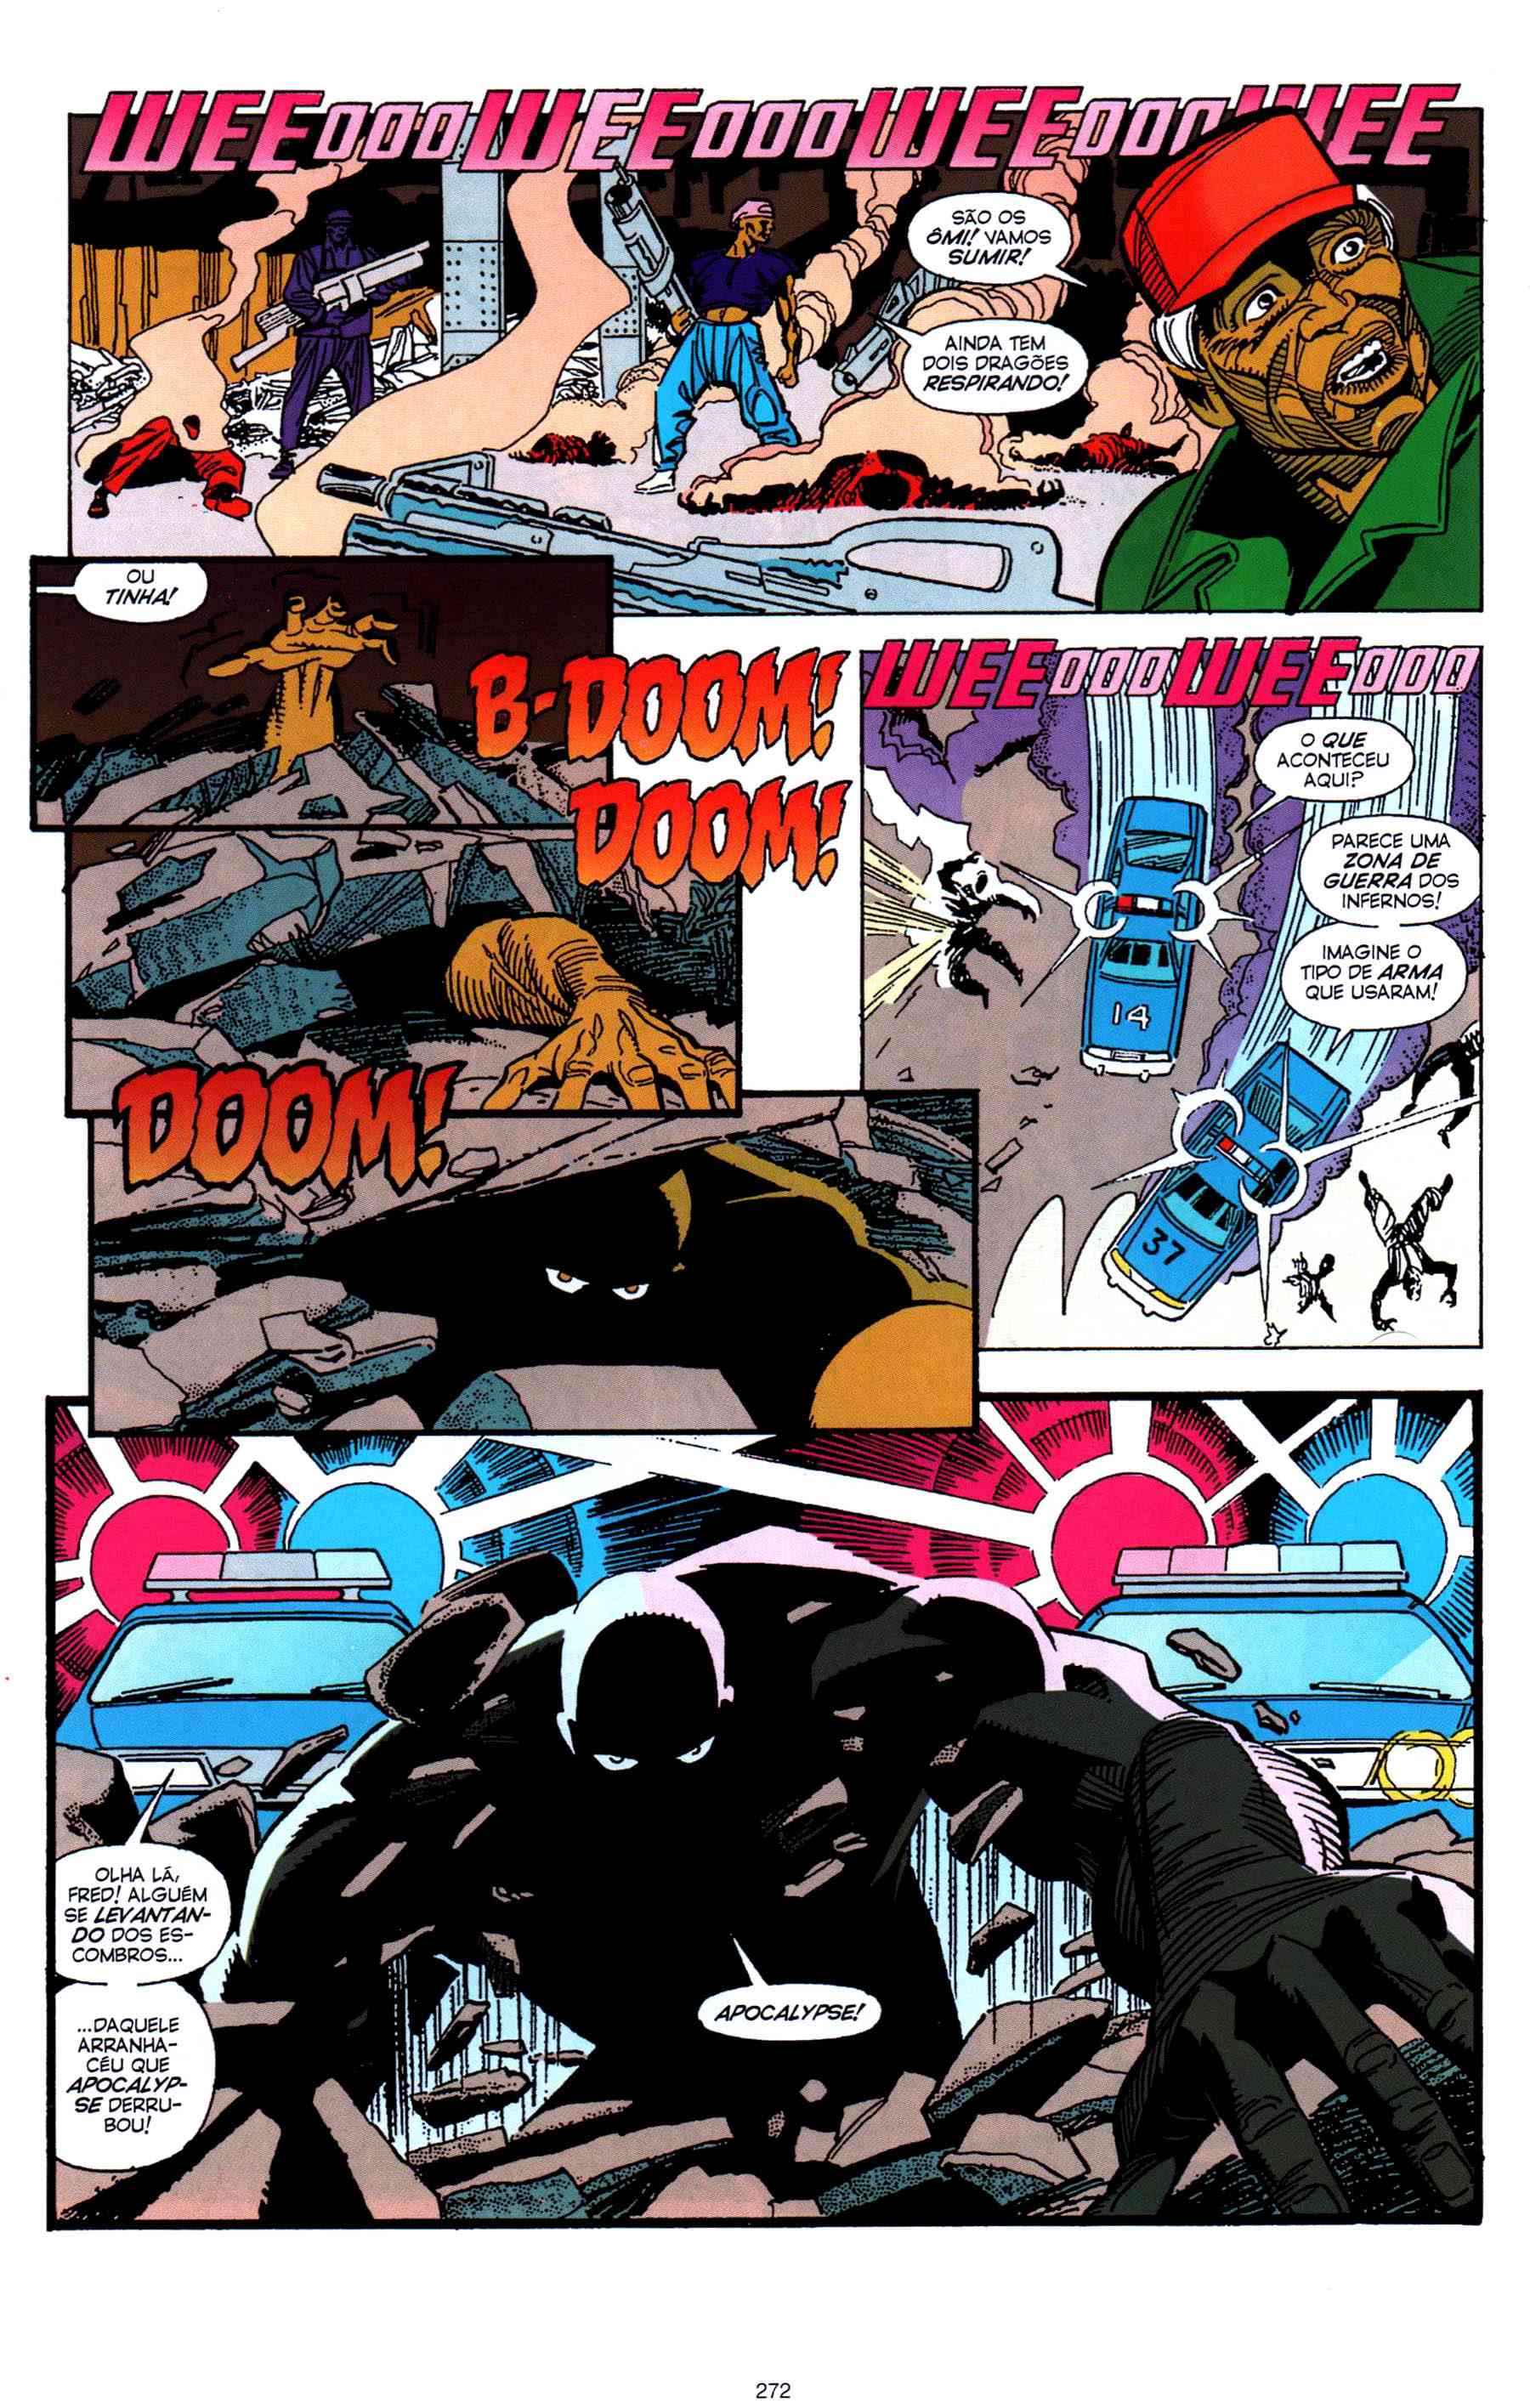 WEEOOOWEEOOOWEEOOOWEE
SÃO OS
ÔMI! VAMOS
SUMIR!
AINDA TEM
DOIS DRAGÕES
RESPIRANDO!
OU
TINHA!
B-DOOM!
DOOM!
DOOM!
WEEOOOWEEOOO
O QUE
ACONTECEU
AQUI?
PARECE UMA
ZONA DE
GUERRA DOS
INFERNOS!
IMAGINE O
TIPO DE ARMA
QUE USARAM!
14
37
OLHA LÁ,
FRED! ALGUÉM
SE LEVANTAN-
DO DOS ES-
COMBROS...
...DAQUELE
ARRANHA-
CÉU QUE
APOCALYP-
SE DERRU-
BOU!
APOCALYPSE!
272